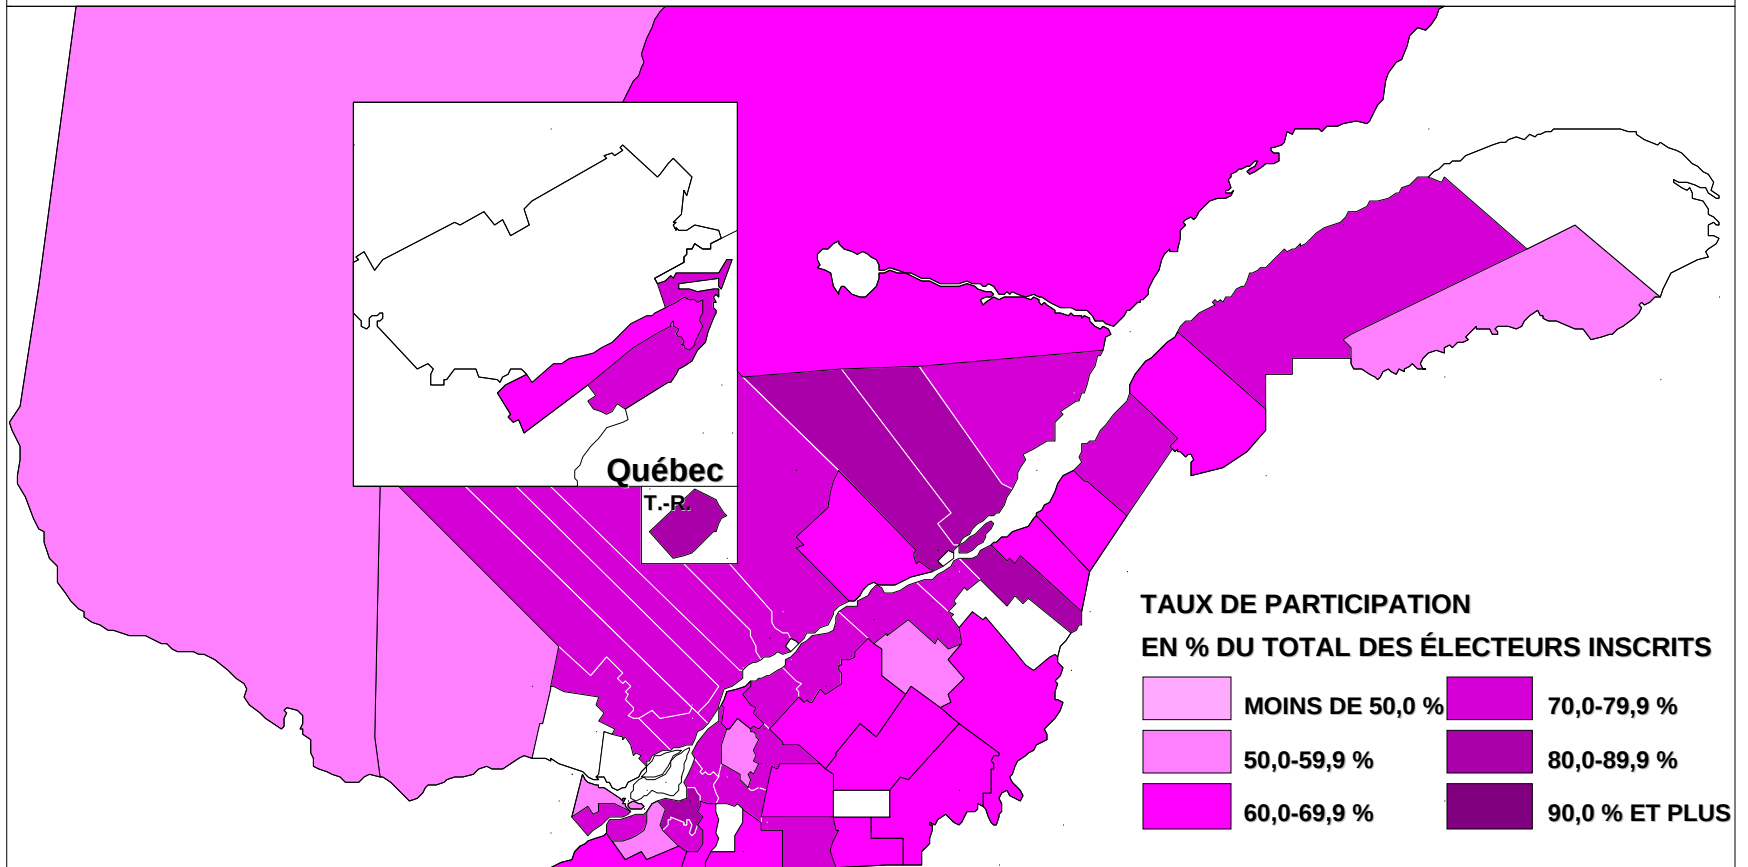 Québec
T.-R.
TAUX DE PARTICIPATION
EN % DU TOTAL DES ÉLECTEURS INSCRITS
MOINS DE 50,0 %
50,0-59,9 %
60,0-69,9 %
70,0-79,9 %
80,0-89,9 %
90,0 % ET PLUS